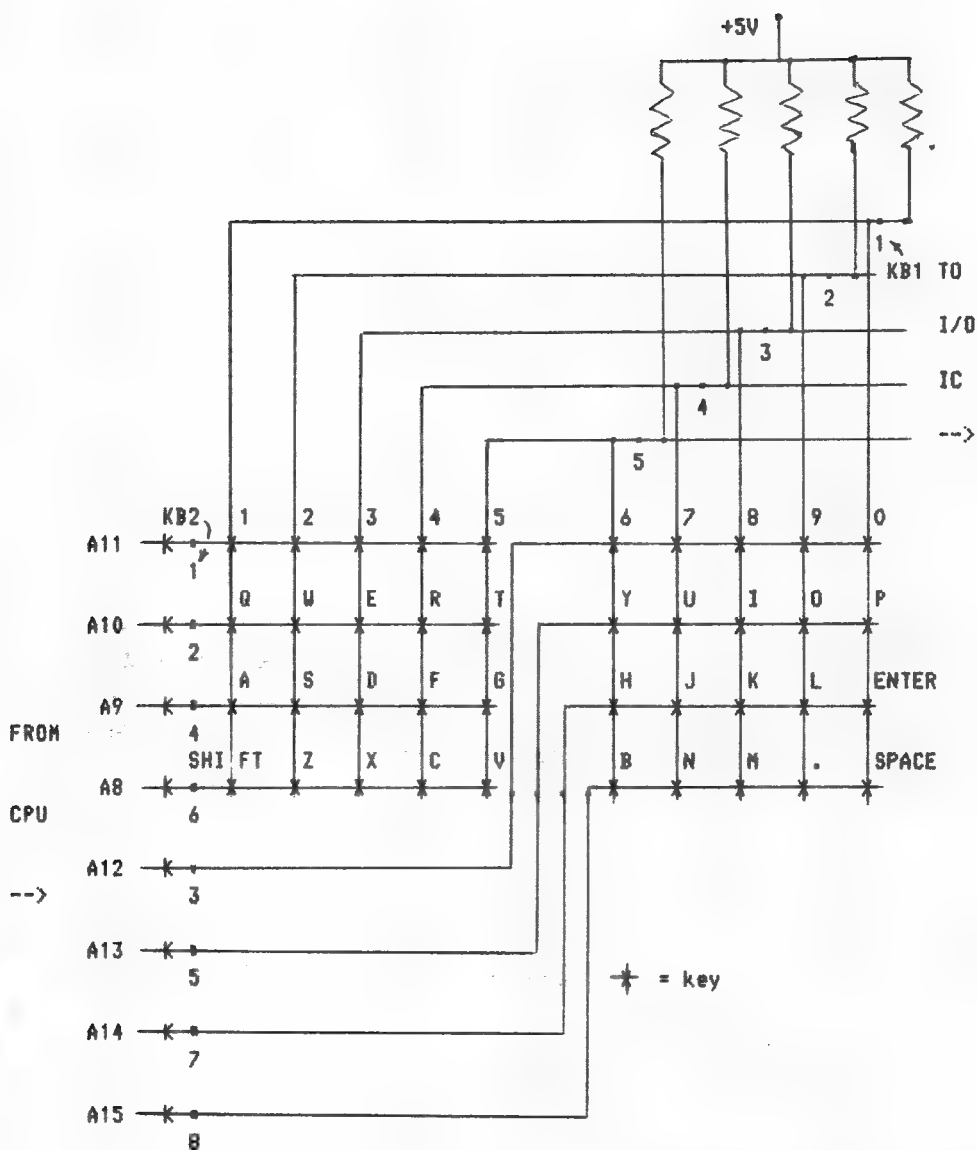 +5V
1
KB1 TO
2
I/O
3
IC
4
-->
5
KB2 1 2 3 4 5 6 7 8 9 0
A11
1
Q W E R T Y U I O P
A10
2
A S D F G H J K L ENTER
A9
4
FROM
SHIFT Z X C V B N M . SPACE
A8
6
CPU
A12
3
-->
A13
5
= key
A14
7
A15
8